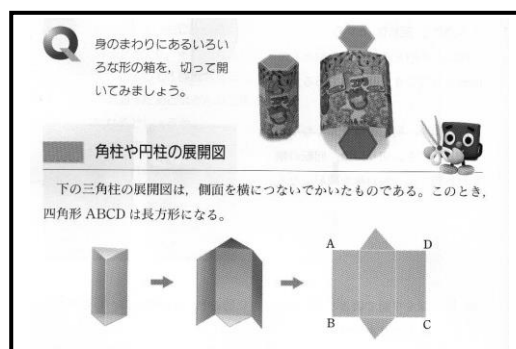 Q
身のまわりにあるいろい
ろな形の箱を，切って開
いてみましょう。
角柱や円柱の展開図
下の三角柱の展開図は，側面を横につないでかいたものである。このとき，
四角形 ABCD は長方形になる。
A D
B C